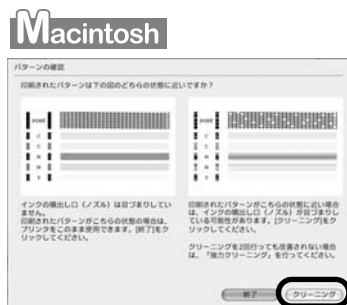 Macintosh
パターンの確認
印刷されたパターンは下の図のどちらの状態に近いですか？
C
C
M
M
Y
C
C
M
M
Y
インクの噴出し口（ノズル）は目づまりしてい
ません。
印刷されたパターンがこちらの状態の場合は、
プリンタをこのまま使用できます。[終了]をク
リックしてください。
印刷されたパターンがこちらの状態に近い場合
は、インクの噴出し口（ノズル）が目づまりし
ている可能性があります。[クリーニング]をク
リックしてください。
クリーニングを2回行っても改善されない場合
は、「強力クリーニング」を行ってください。
終了
クリーニング